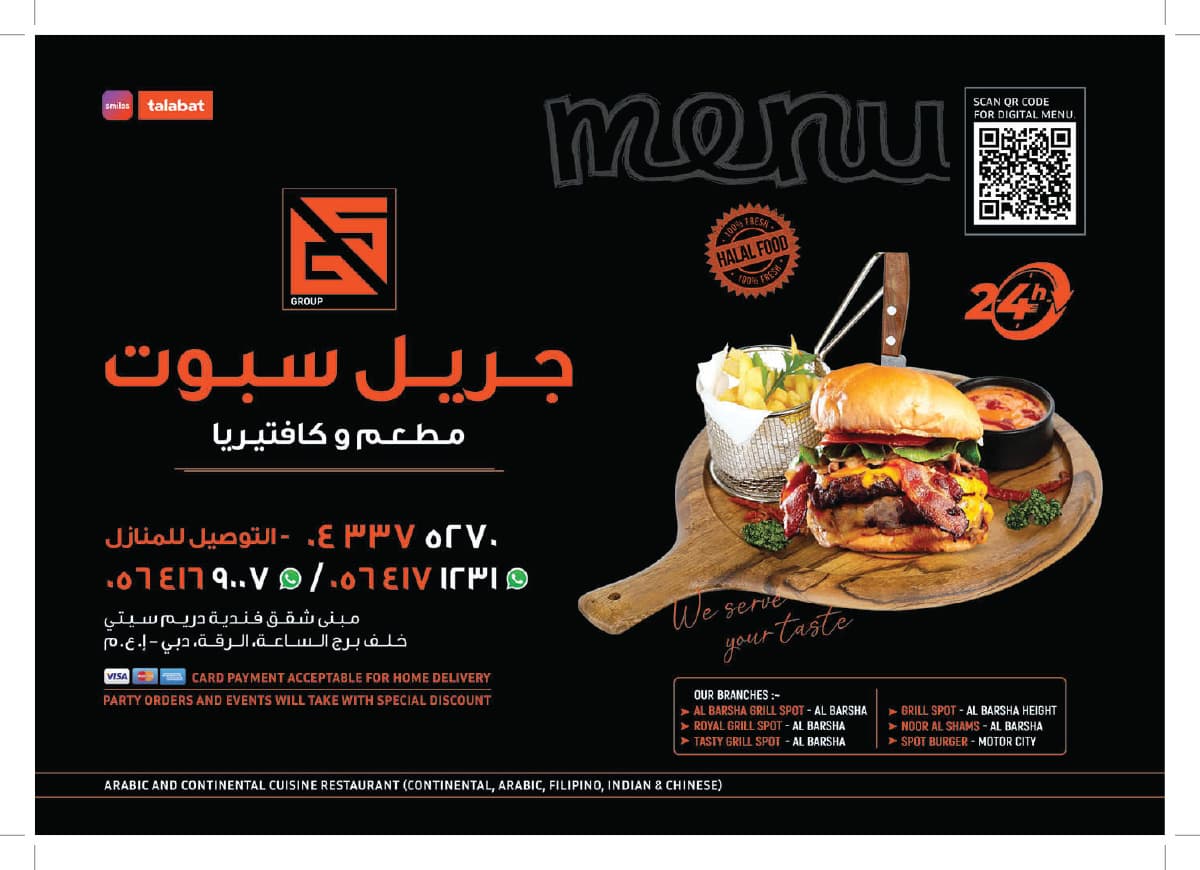 smiles
talabat
menu
SCAN QR CODE
FOR DIGITAL MENU.
GS
GROUP
100% FRESH
HALAL FOOD
100% FRESH
24h
جريل سبوت
مطعم و كافتيريا
٠٤ ٣٣٧ ٥٢٧٠ - التوصيل للمنازل
٠٥٦ ٤١٦ ٩٠٠٧ / ٠٥٦ ٤١٧ ١٢٣١
مبنى شقق فندية دريم سيتي
خلف برج الساعة، الرقة، دبي - إ.ع.م
VISA
CARD PAYMENT ACCEPTABLE FOR HOME DELIVERY
PARTY ORDERS AND EVENTS WILL TAKE WITH SPECIAL DISCOUNT
We serve
your taste
OUR BRANCHES :-
AL BARSHA GRILL SPOT - AL BARSHA
ROYAL GRILL SPOT - AL BARSHA
TASTY GRILL SPOT - AL BARSHA
GRILL SPOT - AL BARSHA HEIGHT
NOOR AL SHAMS - AL BARSHA
SPOT BURGER - MOTOR CITY
ARABIC AND CONTINENTAL CUISINE RESTAURANT (CONTINENTAL, ARABIC, FILIPINO, INDIAN & CHINESE)